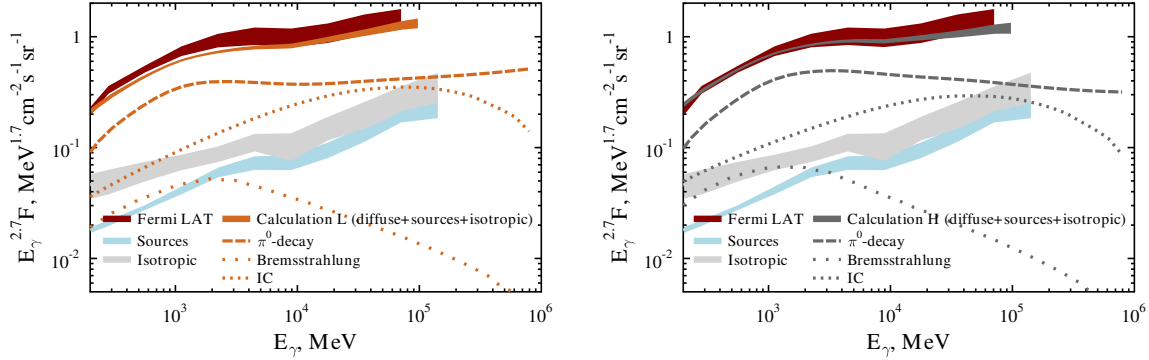 E_γ^2.7 F, MeV^1.7 cm^-2 s^-1 sr^-1
1
10^-1
10^-2
Fermi LAT
Sources
Isotropic
Calculation L (diffuse+sources+isotropic)
π^0-decay
Bremsstrahlung
IC
10^3 10^4 10^5 10^6
E_γ, MeV
E_γ^2.7 F, MeV^1.7 cm^-2 s^-1 sr^-1
1
10^-1
10^-2
Fermi LAT
Sources
Isotropic
Calculation H (diffuse+sources+isotropic)
π^0-decay
Bremsstrahlung
IC
10^3 10^4 10^5 10^6
E_γ, MeV